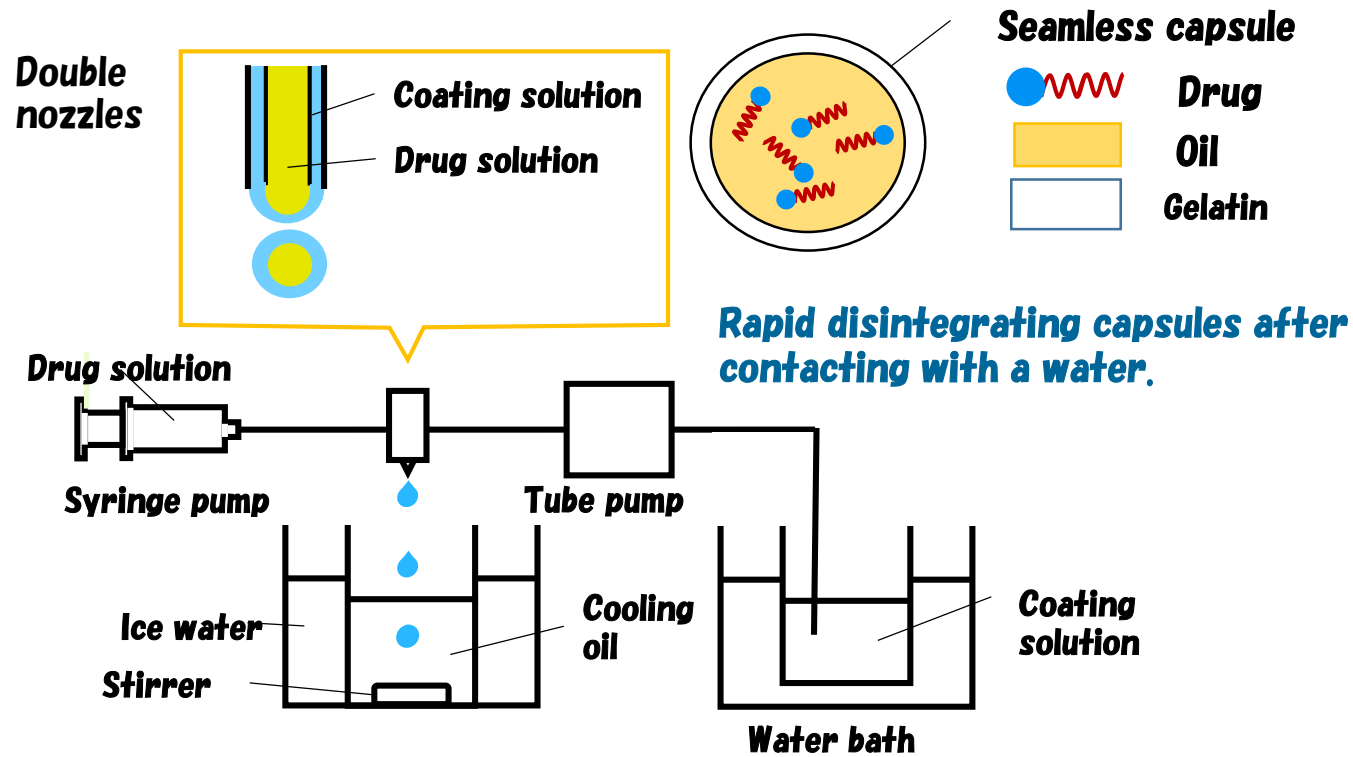 Double
nozzles
Coating solution
Drug solution
Seamless capsule
Drug
Oil
Gelatin
Rapid disintegrating capsules after
contacting with a water.
Drug solution
Syringe pump
Tube pump
Ice water
Stirrer
Cooling
oil
Coating
solution
Water bath